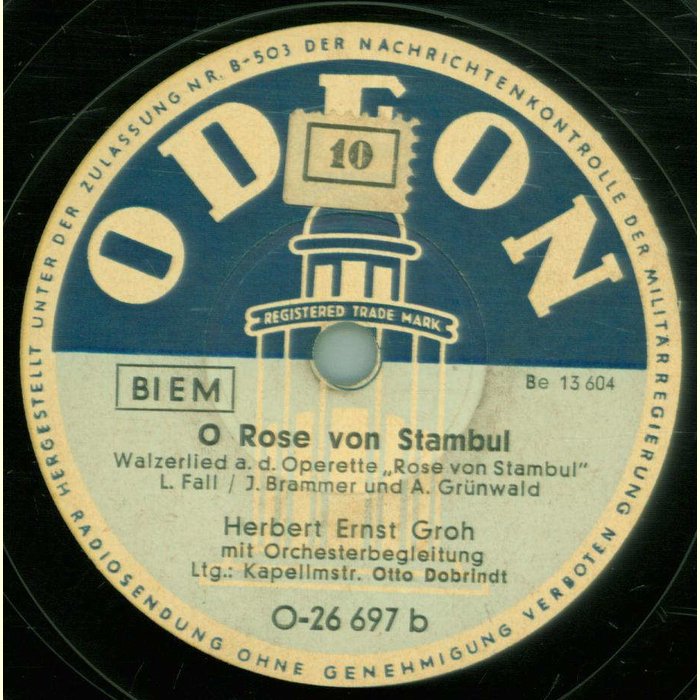 HERGESTELLT UNTER DER ZULASSUNG NR. B-503 DER NACHRICHTENKONTROLLE DER MILITÄRREGIERUNG
ODEON
10
REGISTERED TRADE MARK
BIEM
Be 13 604
O Rose von Stambul
Walzerlied a. d. Operette „Rose von Stambul"
L. Fall / J. Brammer und A. Grünwald
Herbert Ernst Groh
mit Orchesterbegleitung
Ltg.: Kapellmstr. Otto Dobrindt
O-26 697 b
RADIOSENDUNG OHNE GENEHMIGUNG VERBOTEN